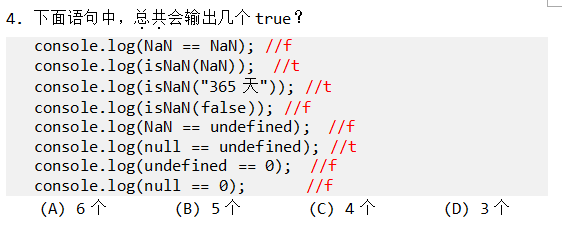 4. 下面语句中，总共会输出几个 true？
console.log(NaN == NaN); //f
console.log(isNaN(NaN));  //t
console.log(isNaN("365 天")); //t
console.log(isNaN(false)); //f
console.log(NaN == undefined);  //f
console.log(null == undefined); //t
console.log(undefined == 0);  //f
console.log(null == 0);       //f
(A) 6 个 (B) 5 个 (C) 4 个 (D) 3 个